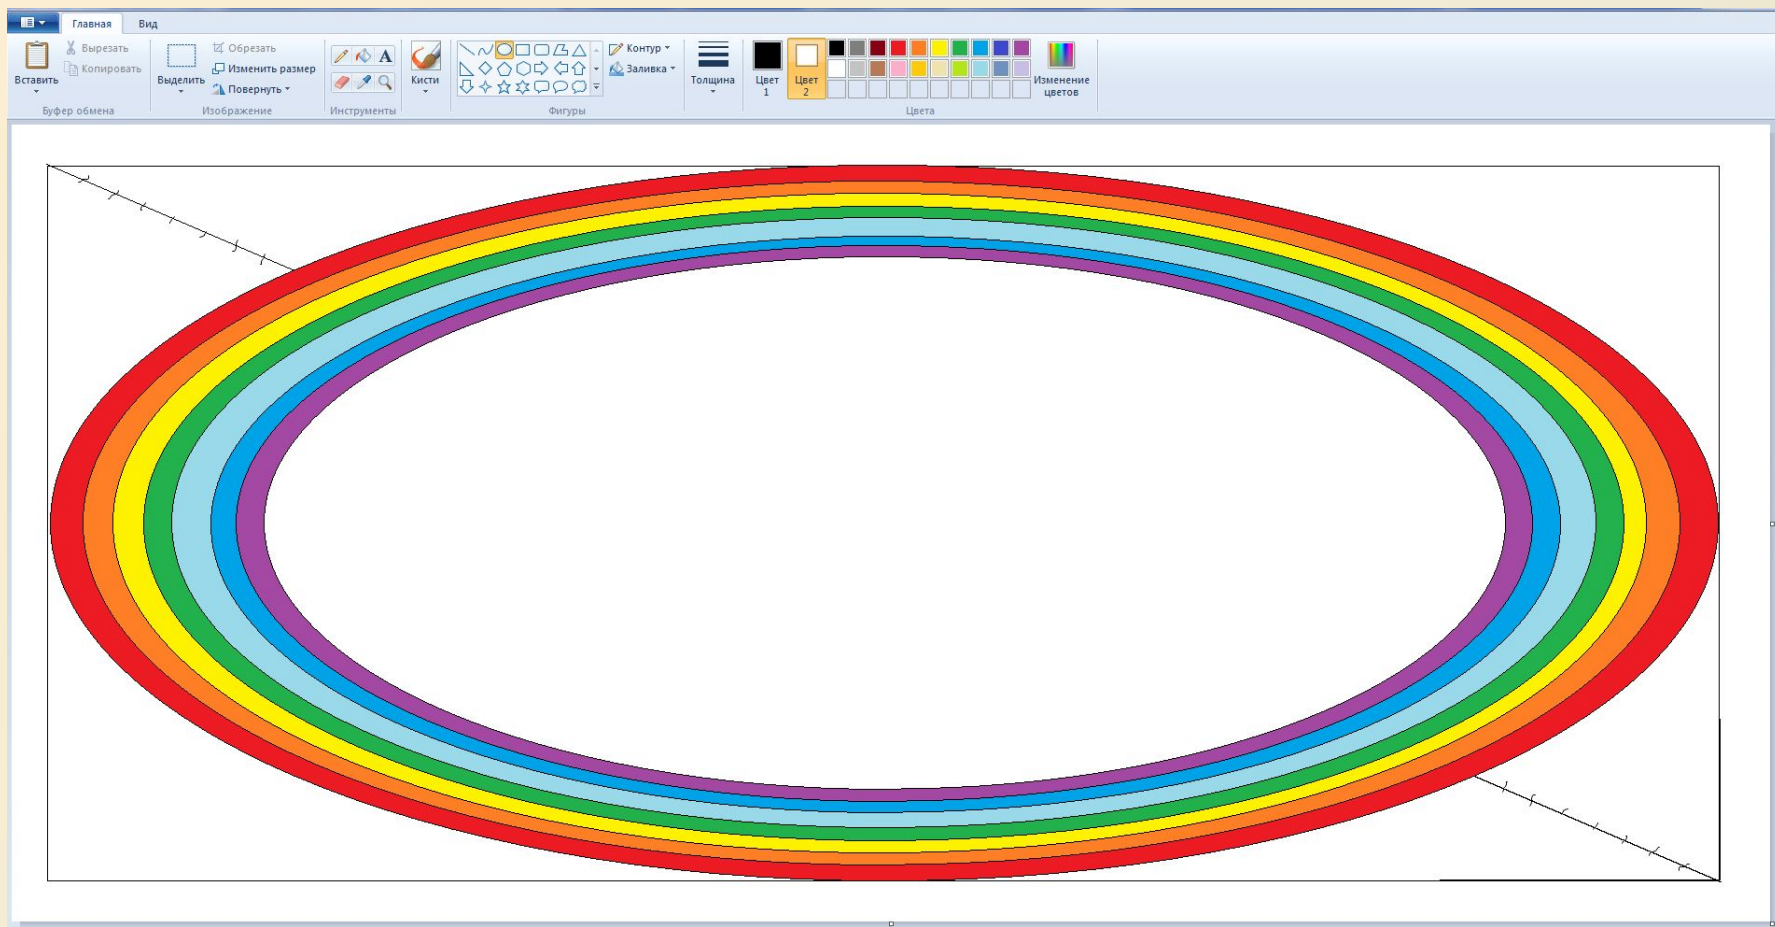 Главная Вид
Вставить
Вырезать
Копировать
Буфер обмена
Выделить
Обрезать
Изменить размер
Повернуть
Изображение
A
Инструменты
Кисти
Контур
Заливка
Фигуры
Толщина
Цвет 1
Цвет 2
Изменение цветов
Цвета